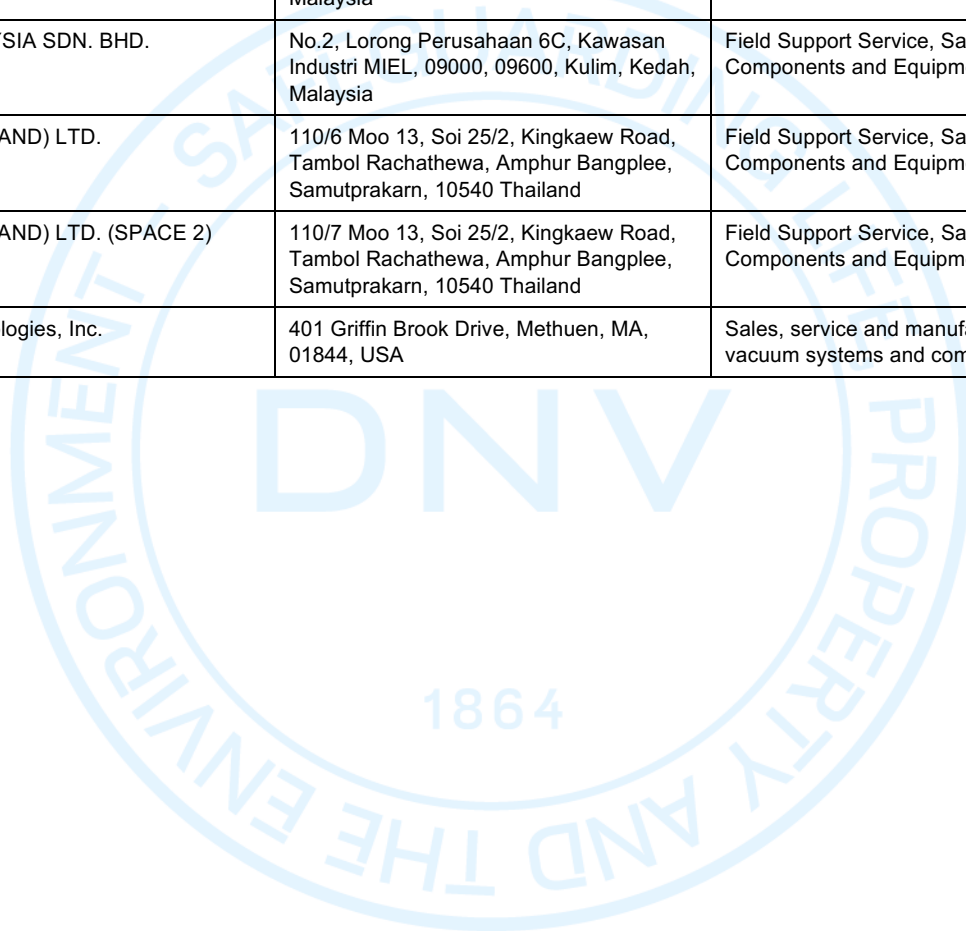 Malaysia
YSIA SDN. BHD.
No.2, Lorong Perusahaan 6C, Kawasan
Industri MIEL, 09000, 09600, Kulim, Kedah,
Malaysia
Field Support Service, Sa
Components and Equipm
AND) LTD.
110/6 Moo 13, Soi 25/2, Kingkaew Road,
Tambol Rachathewa, Amphur Bangplee,
Samutprakarn, 10540 Thailand
Field Support Service, Sa
Components and Equipm
AND) LTD. (SPACE 2)
110/7 Moo 13, Soi 25/2, Kingkaew Road,
Tambol Rachathewa, Amphur Bangplee,
Samutprakarn, 10540 Thailand
Field Support Service, Sa
Components and Equipm
logies, Inc.
401 Griffin Brook Drive, Methuen, MA,
01844, USA
Sales, service and manufa
vacuum systems and com
SAFEGUARDING LIFE PROPERTY AND THE ENVIRONMENT
DNV
1864